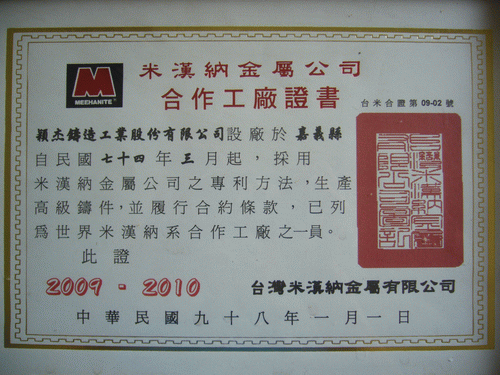 MEEHANITE®
米漢納金屬公司
合作工廠證書
台米合證第09-02號
穎杰鑄造工業股份有限公司設廠於嘉義縣
自民國七十四年三月起,採用
米漢納金屬公司之專利方法,生產
高級鑄件,並履行合約條款,已列
為世界米漢納系合作工廠之一員。
此證
2009 - 2010
台灣米漢納金屬有限公司
中華民國九十八年一月一日